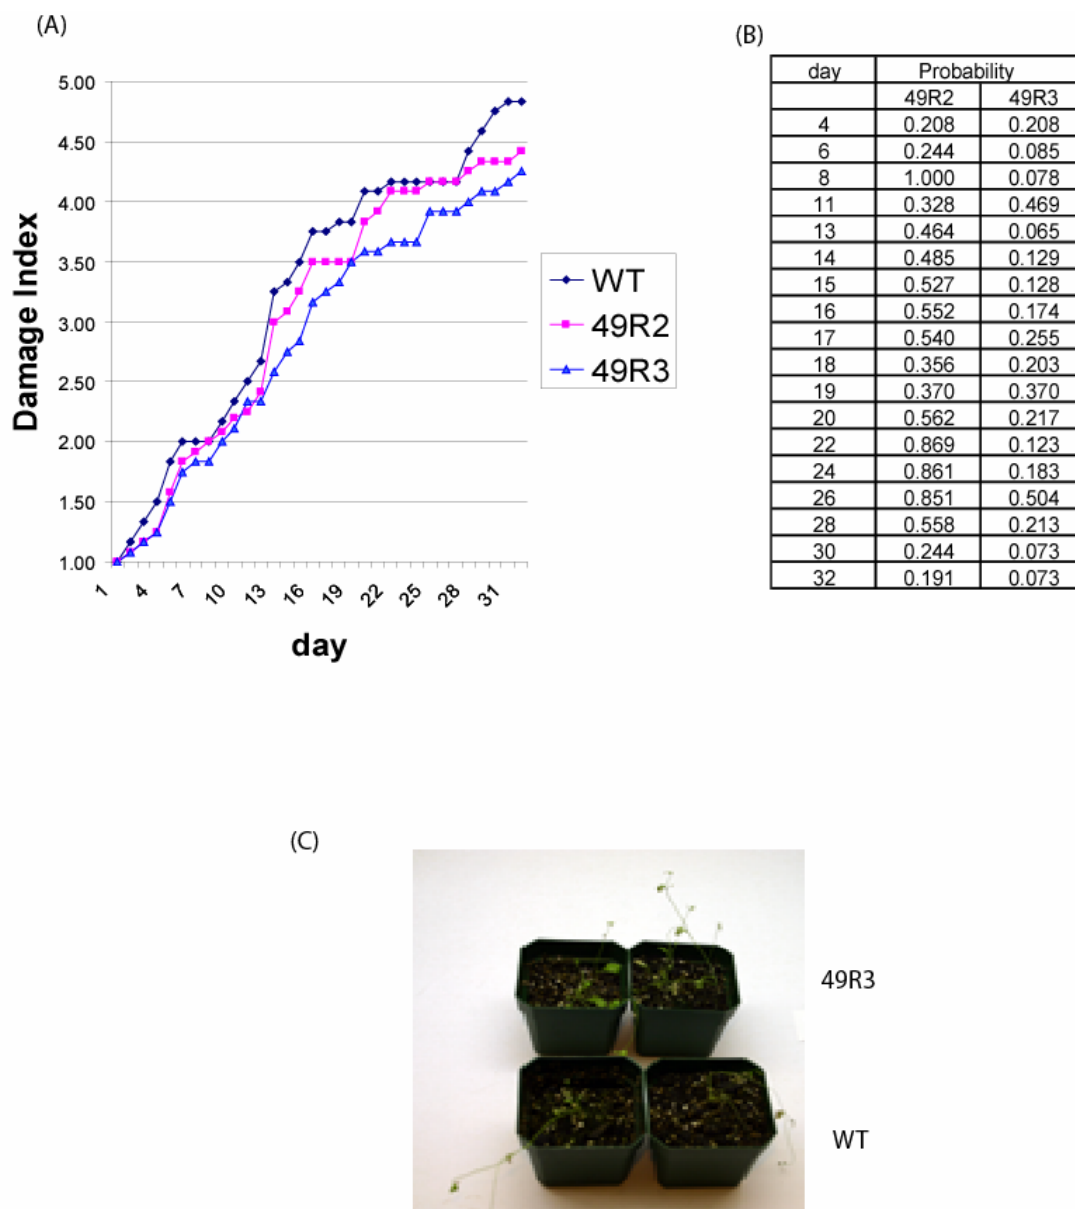 (A)
5.00
4.50
4.00
3.50
3.00
2.50
2.00
1.50
1.00
Damage Index
1 4 7 10 13 16 19 22 25 28 31
day
WT
49R2
49R3
(B)
day Probability
49R2 49R3
4 0.208 0.208
6 0.244 0.085
8 1.000 0.078
11 0.328 0.469
13 0.464 0.065
14 0.485 0.129
15 0.527 0.128
16 0.552 0.174
17 0.540 0.255
18 0.356 0.203
19 0.370 0.370
20 0.562 0.217
22 0.869 0.123
24 0.861 0.183
26 0.851 0.504
28 0.558 0.213
30 0.244 0.073
32 0.191 0.073
(C)
49R3
WT